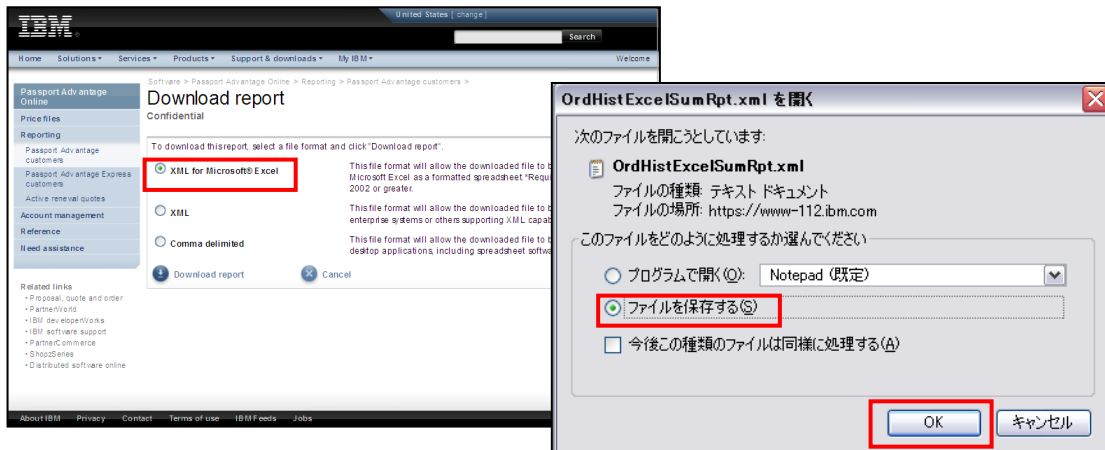 United States [ change ]
IBM®
Search
Home Solutions Services Products Support & downloads My IBM Welcome
Software > Passport Advantage Online > Reporting > Passport Advantage customers >
Passport Advantage
Online
Download report
Confidential
Price files
Reporting
Passport Advantage
customers
Passport Advantage Express
customers
Active renewal quotes
Account management
Reference
Need assistance
Related links
• Proposal, quote and order
• PartnerWorld
• IBM developerWorks
• IBM software support
• PartnerCommerce
• ShopzSeries
• Distributed software online
To download this report, select a file format and click "Download report".
XML for Microsoft® Excel
This file format will allow the downloaded file to b
Microsoft Excel as a formatted spreadsheet.*Requi
2002 or greater.
XML
This file format will allow the downloaded file to b
enterprise systems or others supporting XML capab
Comma delimited
This file format will allow the downloaded file to b
desktop applications, including spreadsheet softwa
Download report Cancel
About IBM Privacy Contact Terms of use IBM Feeds Jobs
OrdHistExcelSumRpt.xml を開く
次のファイルを開こうとしています:
OrdHistExcelSumRpt.xml
ファイルの種類: テキスト ドキュメント
ファイルの場所: https://www-112.ibm.com
このファイルをどのように処理するか選んでください
プログラムで開く(O): Notepad (既定)
ファイルを保存する(S)
今後この種類のファイルは同様に処理する(A)
OK キャンセル